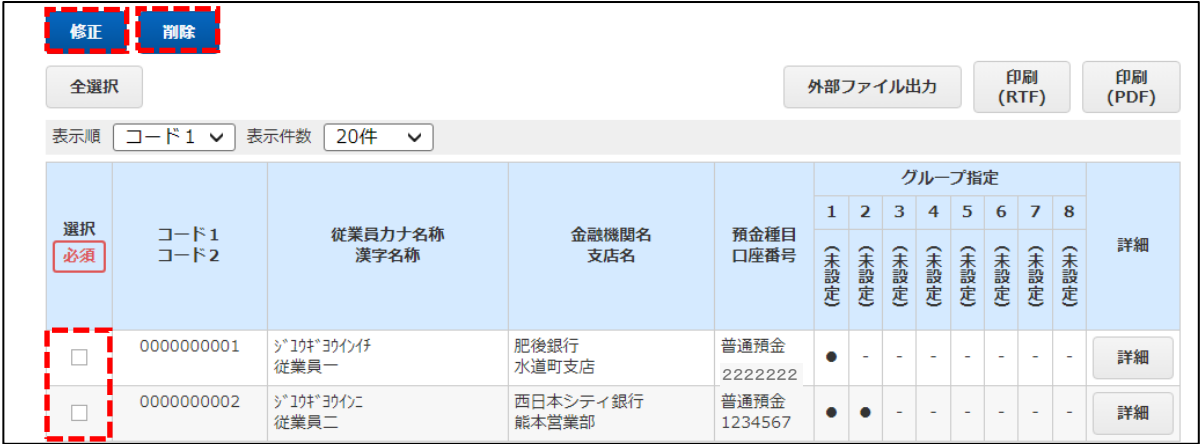 修正 削除
全選択 外部ファイル出力 印刷 (RTF) 印刷 (PDF)
表示順 コード1 表示件数 20件
選択 必須
コード1
コード2
従業員カナ名称
漢字名称
金融機関名
支店名
預金種目
口座番号
グループ指定
1 2 3 4 5 6 7 8
(未設定) (未設定) (未設定) (未設定) (未設定) (未設定) (未設定) (未設定)
詳細
0000000001 ｼﾞﾕｳｷﾞﾖｳｲﾝｲﾁ 肥後銀行 普通預金 ● - - - - - - - 詳細
従業員一 水道町支店 2222222
0000000002 ｼﾞﾕｳｷﾞﾖｳｲﾝﾆ 西日本シティ銀行 普通預金 ● ● - - - - - - 詳細
従業員二 熊本営業部 1234567